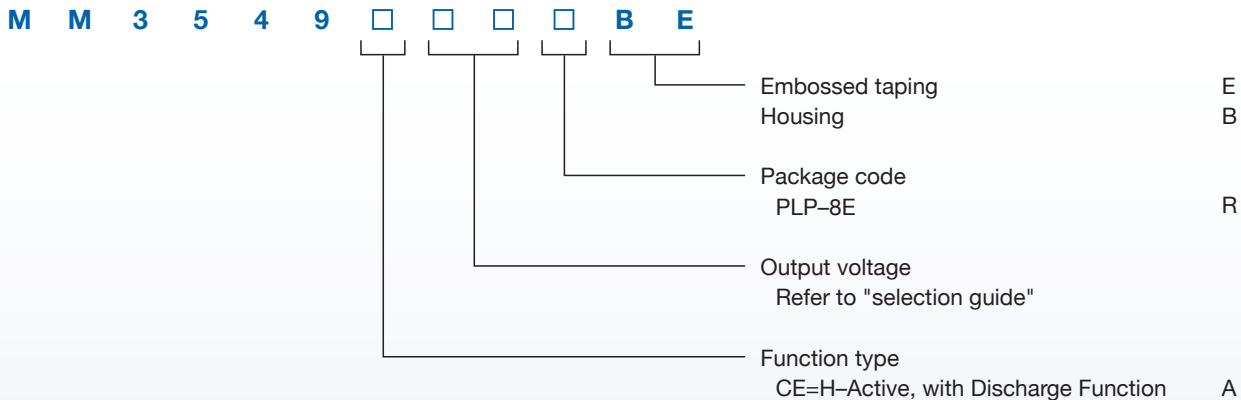 M M 3 5 4 9 □ □ □ □ B E
Embossed taping E
Housing B
Package code
PLP–8E R
Output voltage
Refer to "selection guide"
Function type
CE=H–Active, with Discharge Function A